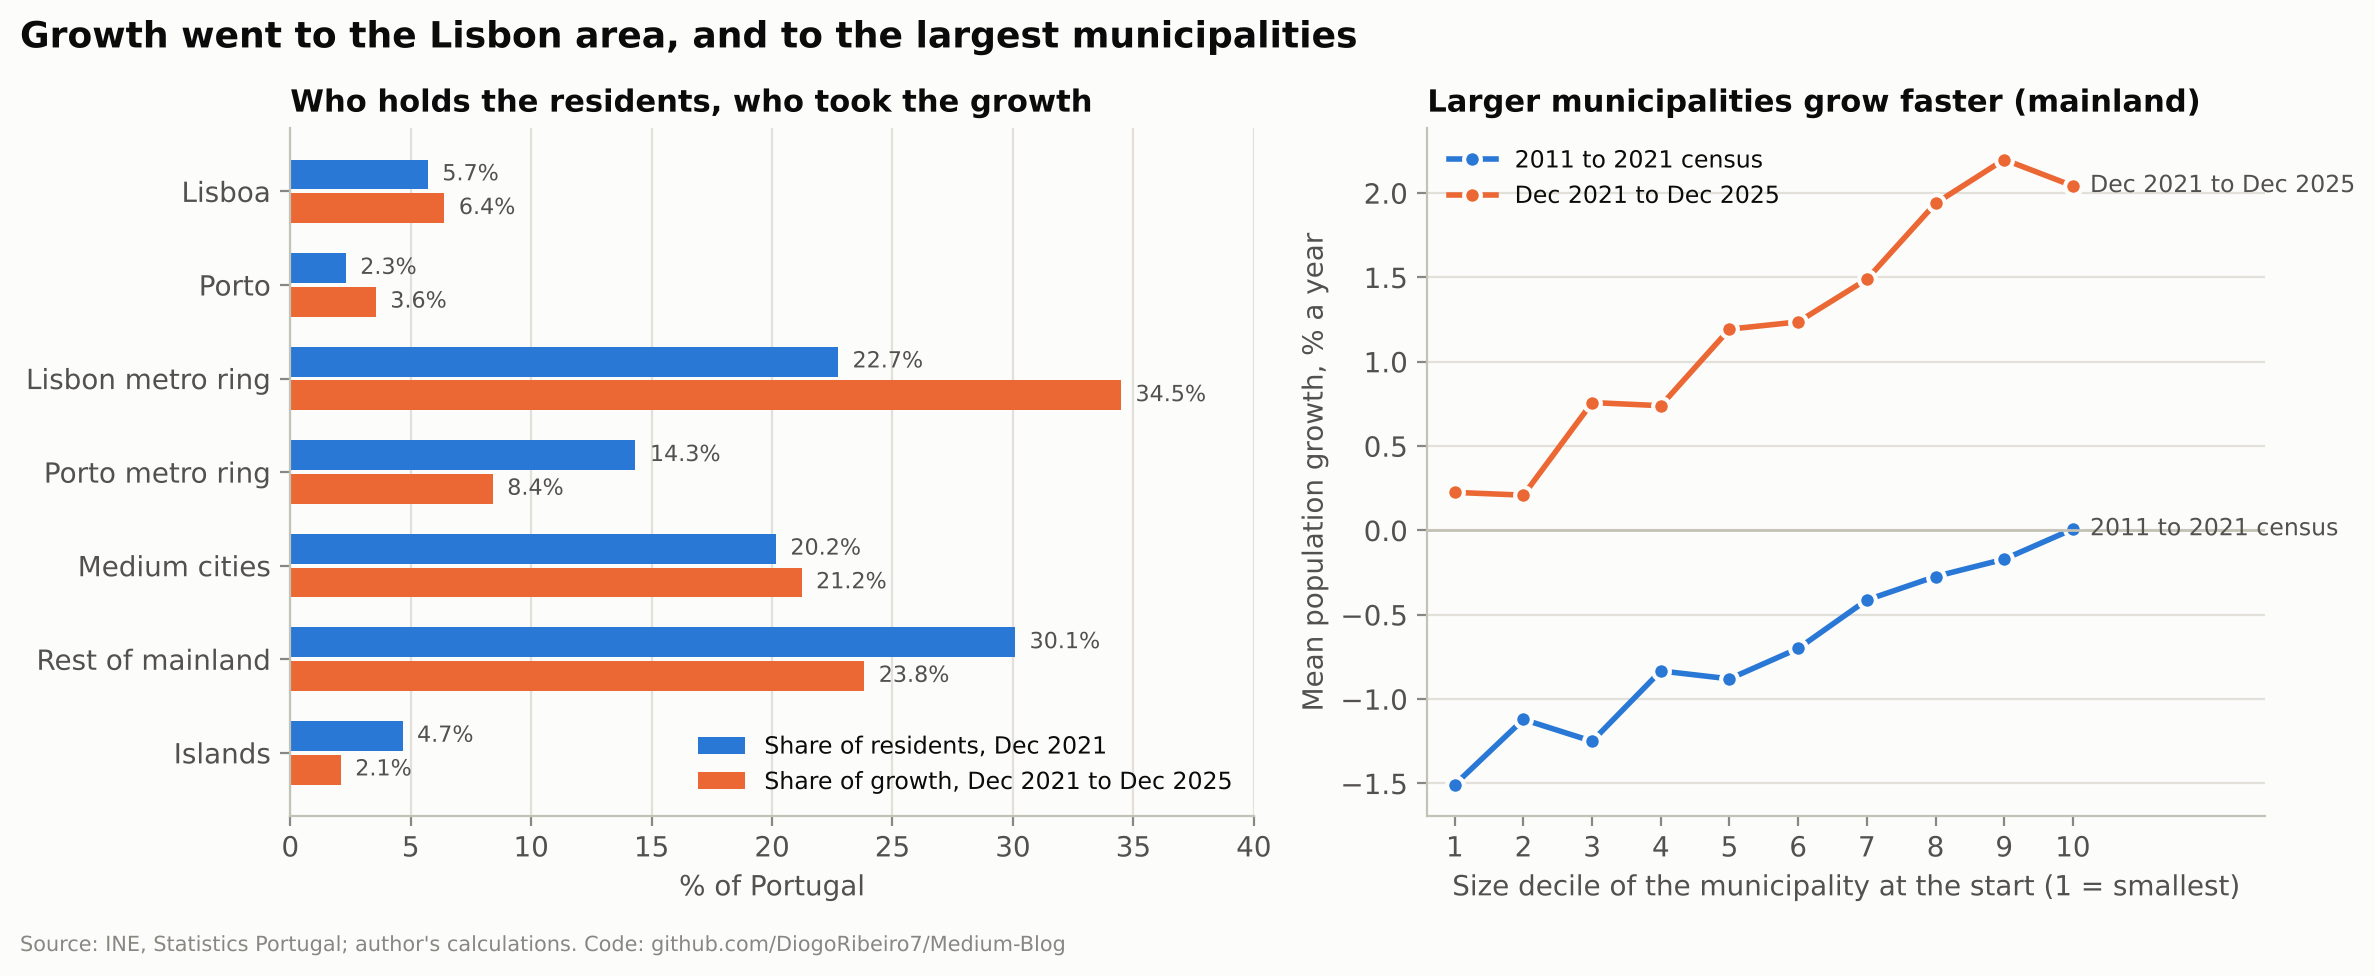 Growth went to the Lisbon area, and to the largest municipalities
Who holds the residents, who took the growth
Lisboa
5.7%
6.4%
Porto
2.3%
3.6%
Lisbon metro ring
22.7%
34.5%
Porto metro ring
14.3%
8.4%
Medium cities
20.2%
21.2%
Rest of mainland
30.1%
23.8%
Islands
4.7%
2.1%
Share of residents, Dec 2021
Share of growth, Dec 2021 to Dec 2025
0 5 10 15 20 25 30 35 40
% of Portugal
Larger municipalities grow faster (mainland)
2011 to 2021 census
Dec 2021 to Dec 2025
Mean population growth, % a year
2.0
1.5
1.0
0.5
0.0
−0.5
−1.0
−1.5
Dec 2021 to Dec 2025
2011 to 2021 census
1 2 3 4 5 6 7 8 9 10
Size decile of the municipality at the start (1 = smallest)
Source: INE, Statistics Portugal; author's calculations. Code: github.com/DiogoRibeiro7/Medium-Blog